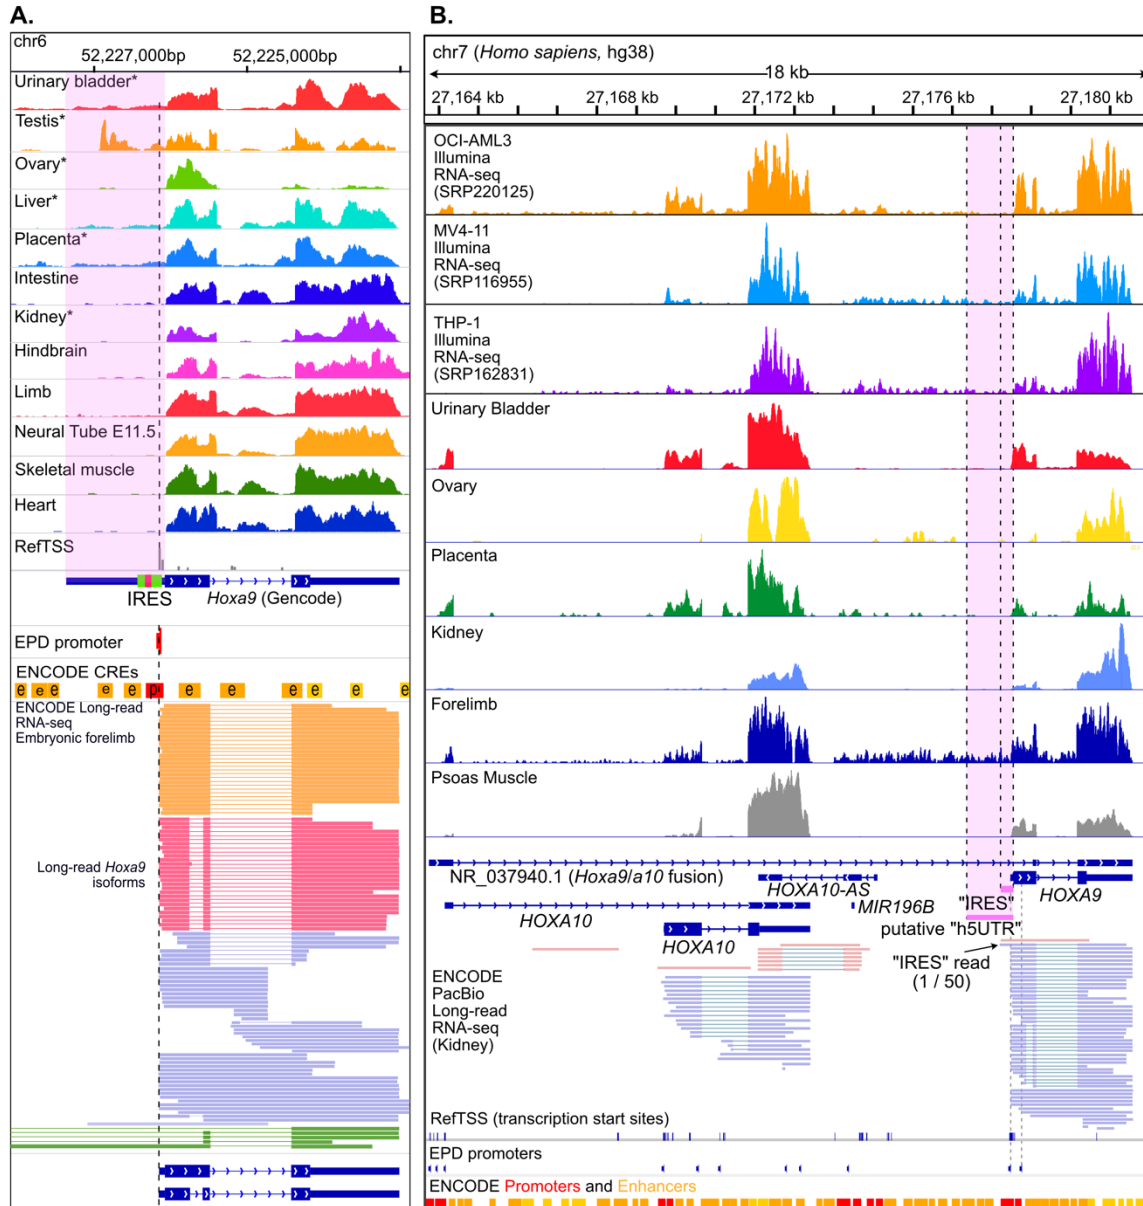 A.
chr6
52,227,000bp 52,225,000bp
Urinary bladder*
Testis*
Ovary*
Liver*
Placenta*
Intestine
Kidney*
Hindbrain
Limb
Neural Tube E11.5
Skeletal muscle
Heart
RefTSS
IRES Hoxa9 (Gencode)
EPD promoter
ENCODE CREs
e e e e e p e e e e e e
ENCODE Long-read
RNA-seq
Embryonic forelimb
Long-read Hoxa9
isoforms
B.
chr7 (Homo sapiens, hg38)
18 kb
27,164 kb 27,168 kb 27,172 kb 27,176 kb 27,180 kb
OCI-AML3
Illumina
RNA-seq
(SRP220125)
MV4-11
Illumina
RNA-seq
(SRP116955)
THP-1
Illumina
RNA-seq
(SRP162831)
Urinary Bladder
Ovary
Placenta
Kidney
Forelimb
Psoas Muscle
NR_037940.1 (Hoxa9/a10 fusion)
HOXA10-AS
HOXA10
MIR196B
"IRES"
HOXA9
putative "h5UTR"
HOXA10
"IRES" read
(1 / 50)
ENCODE
PacBio
Long-read
RNA-seq
(Kidney)
RefTSS (transcription start sites)
EPD promoters
ENCODE Promoters and Enhancers